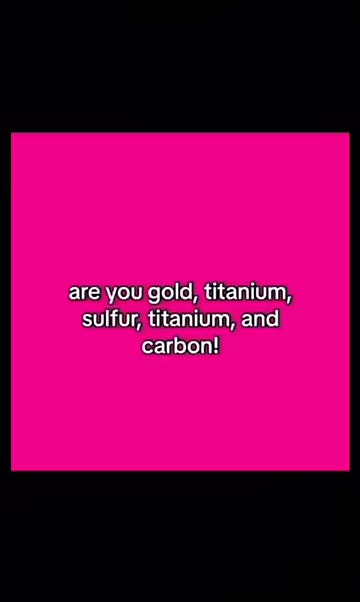 are you gold, titanium,
sulfur, titanium, and
carbon!